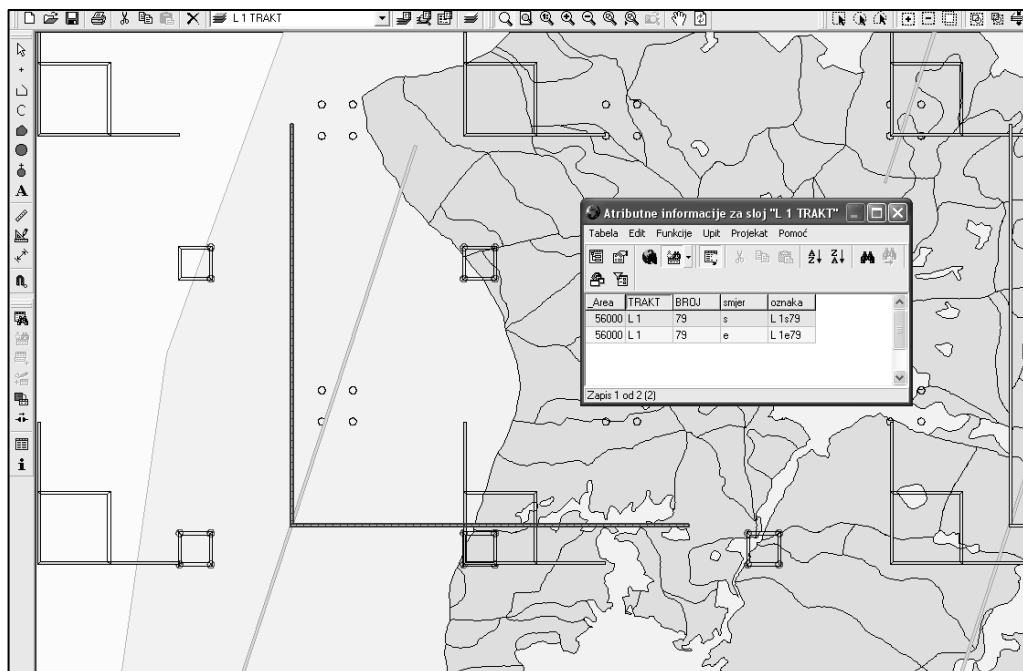 L 1 TRAKT
A
Atributne informacije za sloj "L 1 TRAKT"
Tabela Edit Funkcije Upit Projekat Pomoć
_Area TRAKT BROJ smjer oznaka
56000 L 1 79 s L 1s79
56000 L 1 79 e L 1e79
Zapis 1 od 2 (2)